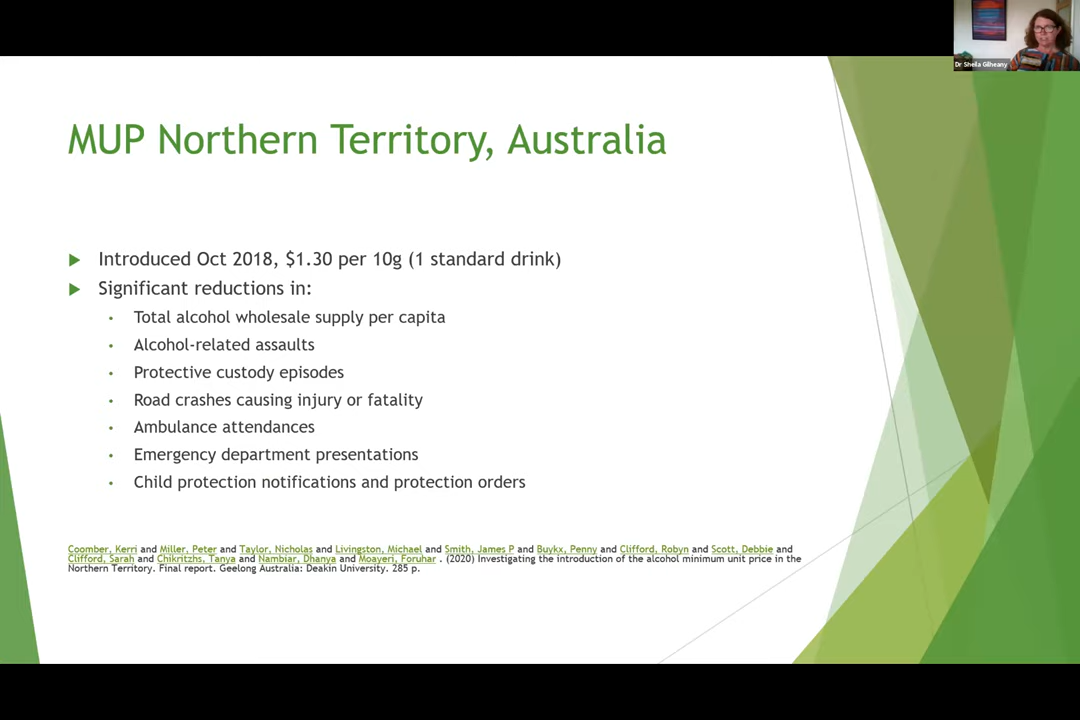 Dr Sheila Gilheany
MUP Northern Territory, Australia
Introduced Oct 2018, $1.30 per 10g (1 standard drink)
Significant reductions in:
Total alcohol wholesale supply per capita
Alcohol-related assaults
Protective custody episodes
Road crashes causing injury or fatality
Ambulance attendances
Emergency department presentations
Child protection notifications and protection orders
Coomber, Kerri and Miller, Peter and Taylor, Nicholas and Livingston, Michael and Smith, James P and Buykx, Penny and Clifford, Robyn and Scott, Debbie and
Clifford, Sarah and Chikritzhs, Tanya and Nambiar, Dhanya and Moayeri, Foruhar . (2020) Investigating the introduction of the alcohol minimum unit price in the
Northern Territory. Final report. Geelong Australia: Deakin University. 285 p.